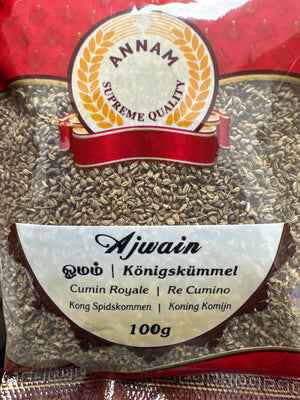 ANNAM
SUPREME QUALITY
Ajwain
ஓமம் | Königskümmel
Cumin Royale | Re Cumino
Kong Spidskommen | Koning Komijn
100g